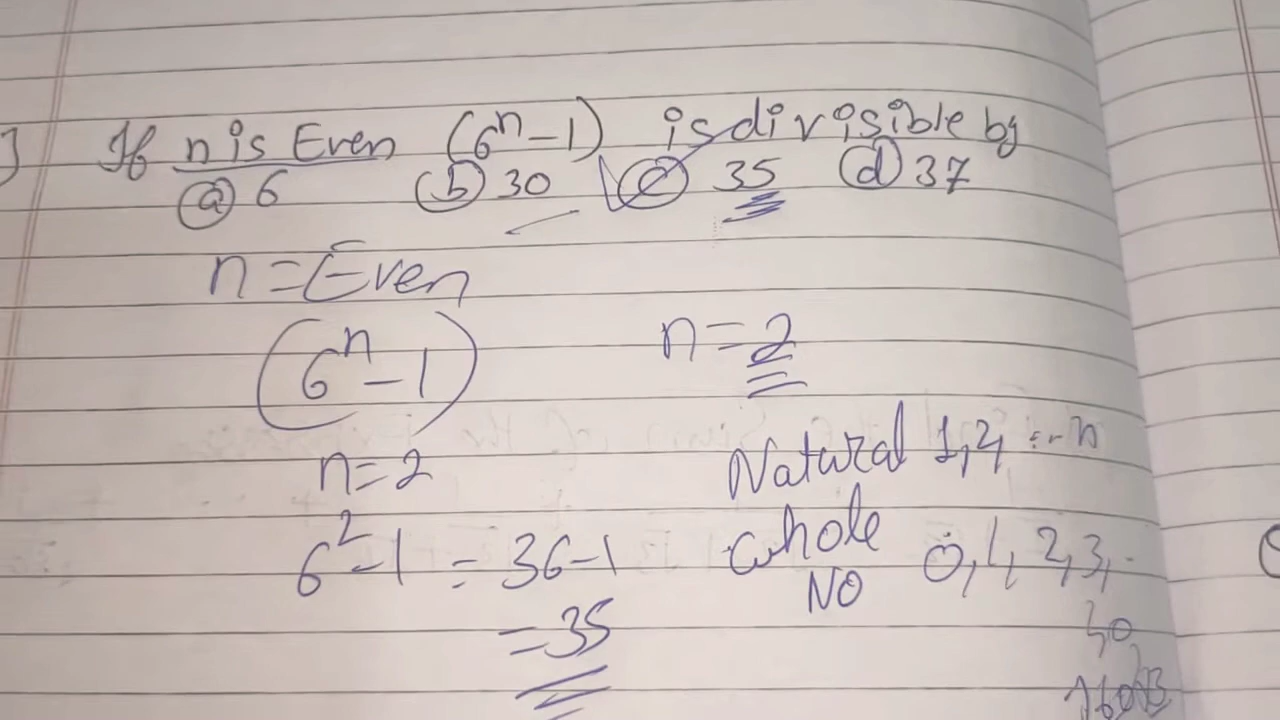 If n is Even (6^n - 1) is divisible by
(a) 6 (b) 30 (c) 35 (d) 37
n = Even
(6^n - 1) n = 2
n = 2 Natural 1, 2,
6^2 - 1 = 36 - 1 whole NO 0, 1, 2, 3,
= 35